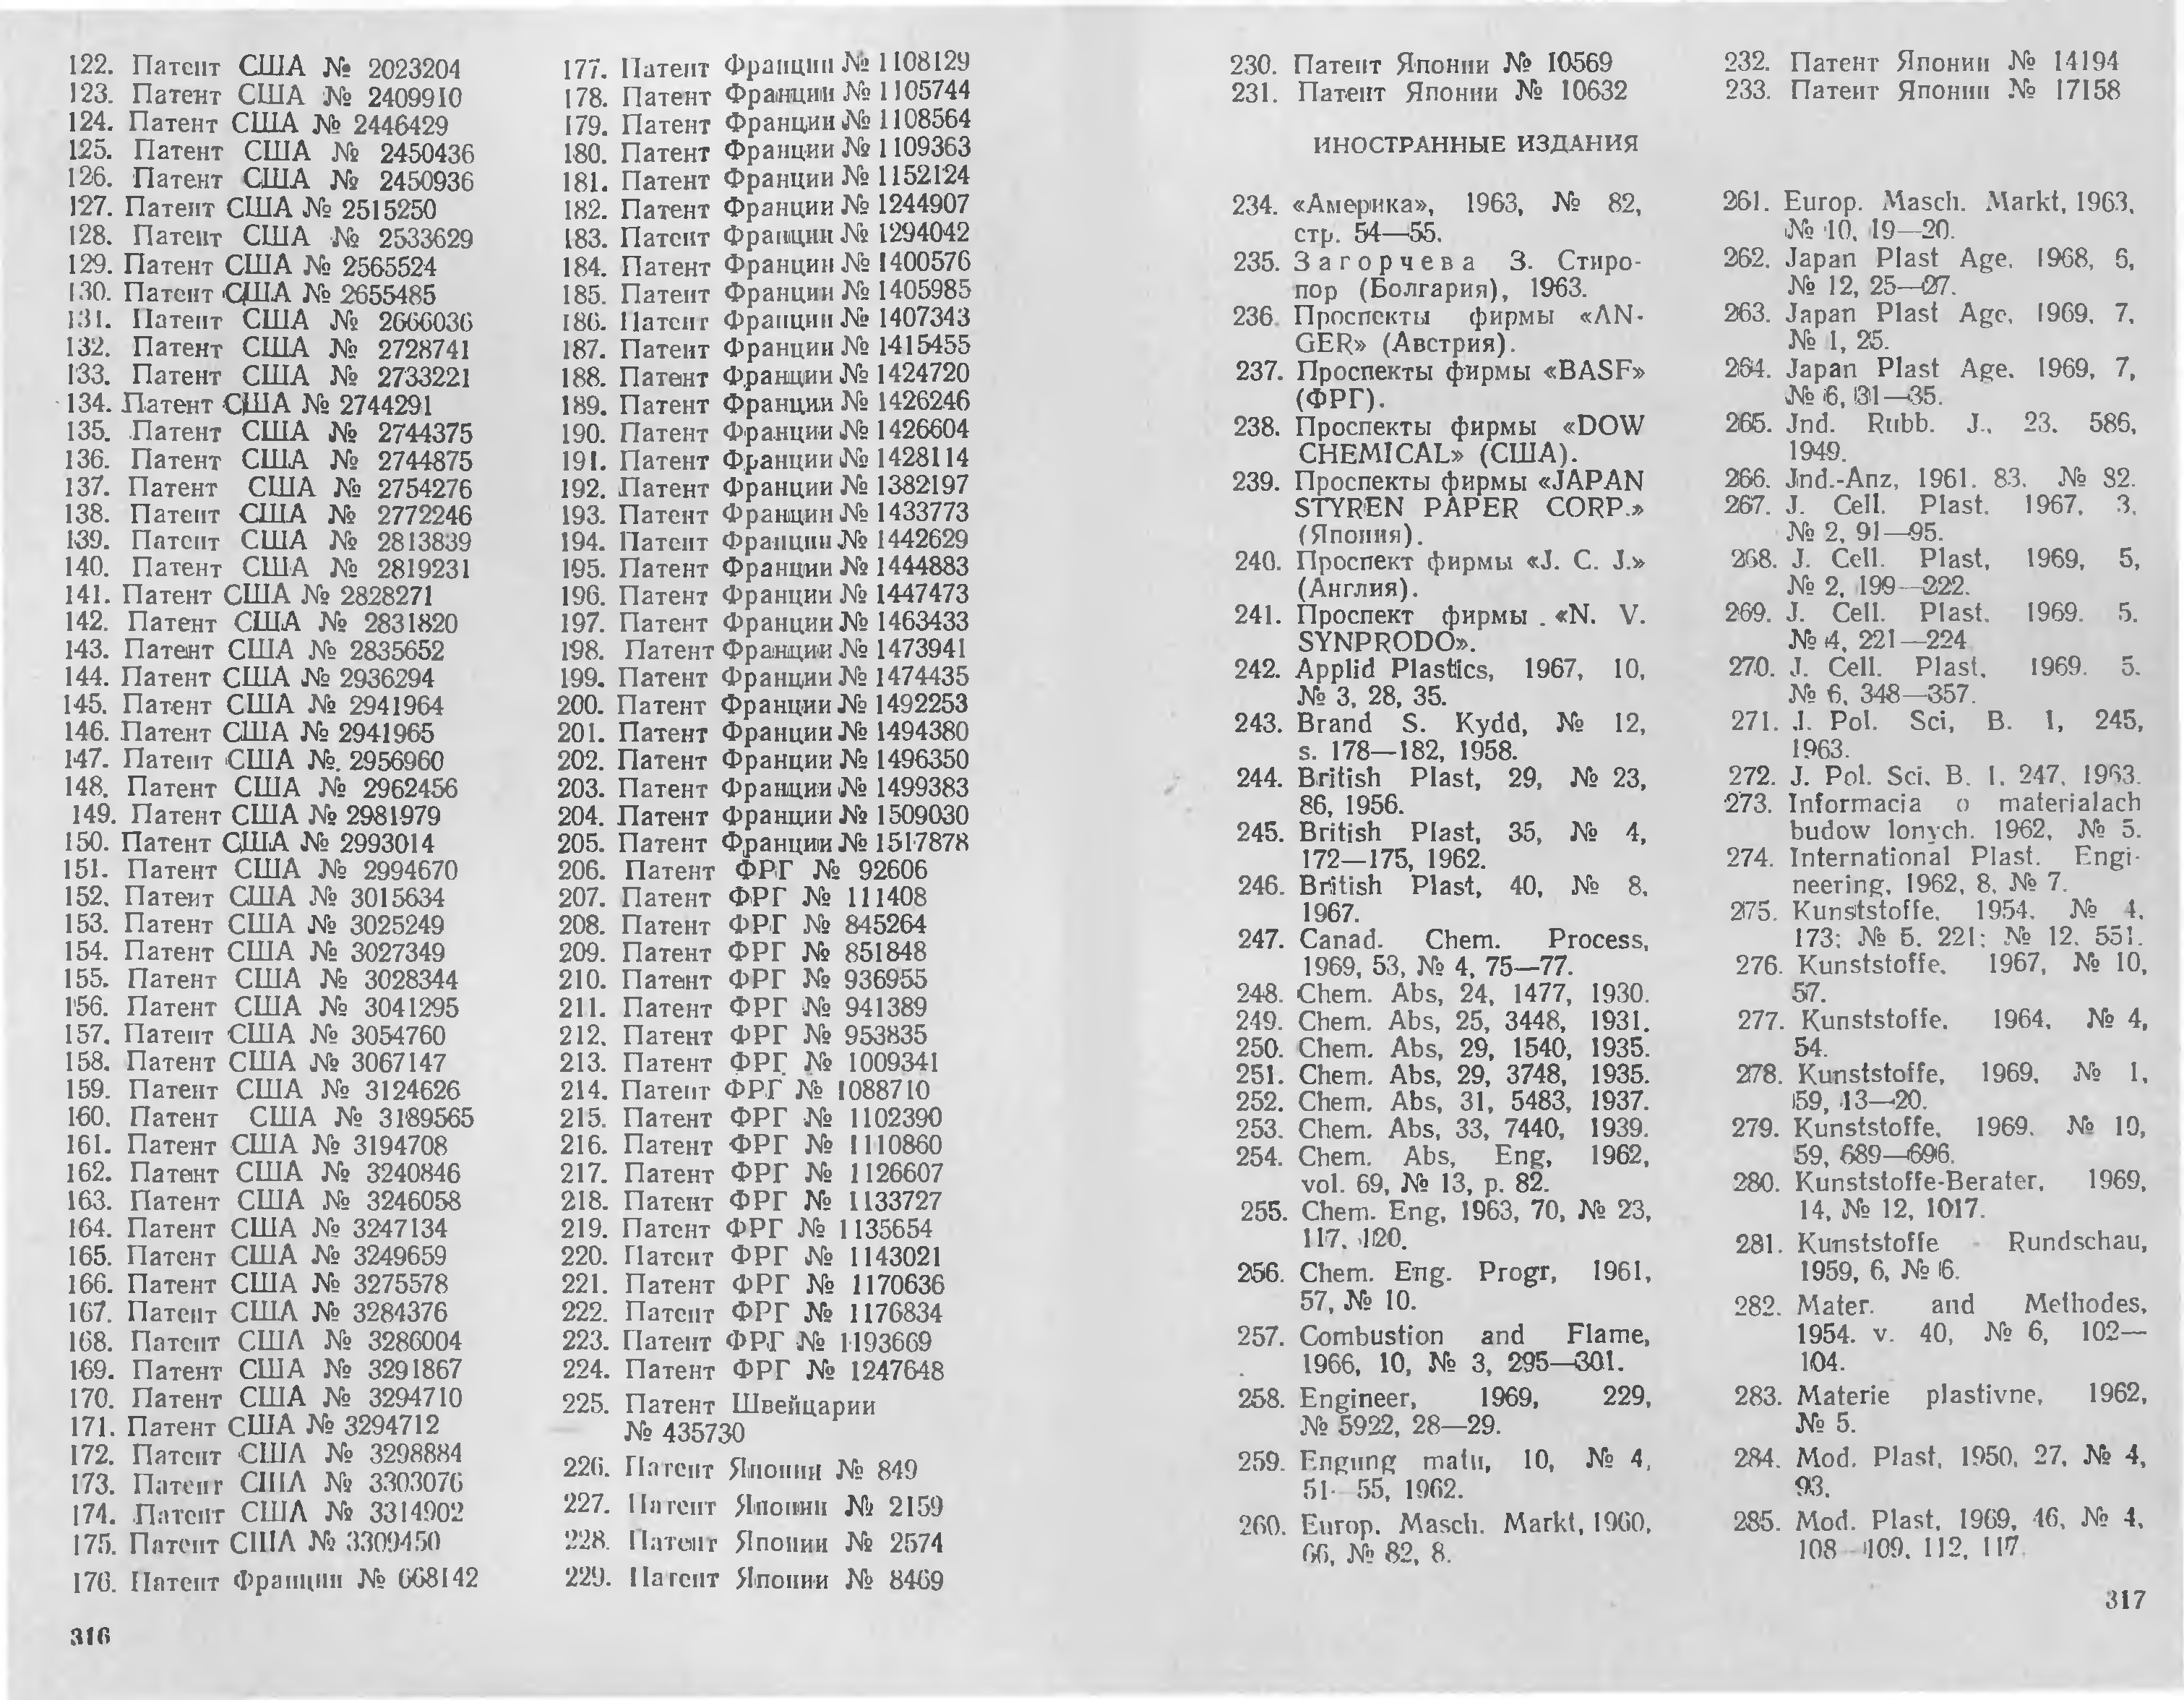 122. Патент США № 2023204
123. Патент США № 2409910
124. Патент США № 2446429
125. Патент США № 2450436
126. Патент США № 2450936
127. Патент США № 2515250
128. Патент США № 2533629
129. Патент США № 2565524
130. Патент США № 2655485
131. Патент США № 2666036
132. Патент США № 2728741
133. Патент США № 2733221
134. Патент США № 2744291
135. Патент США № 2744375
136. Патент США № 2744875
137. Патент США № 2754276
138. Патент США № 2772246
139. Патент США № 2813839
140. Патент США № 2819231
141. Патент США № 2828271
142. Патент США № 2831820
143. Патент США № 2835652
144. Патент США № 2936294
145. Патент США № 2941964
146. Патент США № 2941965
147. Патент США №. 2956960
148. Патент США № 2962456
149. Патент США № 2981979
150. Патент США № 2993014
151. Патент США № 2994670
152. Патент США № 3015634
153. Патент США № 3025249
154. Патент США № 3027349
155. Патент США № 3028344
156. Патент США № 3041295
157. Патент США № 3054760
158. Патент США № 3067147
159. Патент США № 3124626
160. Патент США № 3189565
161. Патент США № 3194708
162. Патент США № 3240846
163. Патент США № 3246058
164. Патент США № 3247134
165. Патент США № 3249659
166. Патент США № 3275578
167. Патент США № 3284376
168. Патент США № 3286004
169. Патент США № 3291867
170. Патент США № 3294710
171. Патент США № 3294712
172. Патент США № 3298884
173. Патент США № 3303076
174. Патент США № 3314902
175. Патент США № 3309450
176. Патент Франции № 668142
316
177. Патент Франции № 1108129
178. Патент Франции № 1105744
179. Патент Франции № 1108564
180. Патент Франции № 1109363
181. Патент Франции № 1152124
182. Патент Франции № 1244907
183. Патент Франции № 1294042
184. Патент Франции № 1400576
185. Патент Франции № 1405985
186. Патент Франции № 1407343
187. Патент Франции № 1415455
188. Патент Франции № 1424720
189. Патент Франции № 1426246
190. Патент Франции № 1426604
191. Патент Франции № 1428114
192. Патент Франции № 1382197
193. Патент Франции № 1433773
194. Патент Франции № 1442629
195. Патент Франции № 1444883
196. Патент Франции № 1447473
197. Патент Франции № 1463433
198. Патент Франции № 1473941
199. Патент Франции № 1474435
200. Патент Франции № 1492253
201. Патент Франции № 1494380
202. Патент Франции № 1496350
203. Патент Франции № 1499383
204. Патент Франции № 1509030
205. Патент Франции № 1517878
206. Патент ФРГ № 92606
207. Патент ФРГ № 111408
208. Патент ФРГ № 845264
209. Патент ФРГ № 851848
210. Патент ФРГ № 936955
211. Патент ФРГ № 941389
212. Патент ФРГ № 953835
213. Патент ФРГ № 1009341
214. Патент ФРГ № 1088710
215. Патент ФРГ № 1102390
216. Патент ФРГ № 1110860
217. Патент ФРГ № 1126607
218. Патент ФРГ № 1133727
219. Патент ФРГ № 1135654
220. Патент ФРГ № 1143021
221. Патент ФРГ № 1170636
222. Патент ФРГ № 1176834
223. Патент ФРГ № 1193669
224. Патент ФРГ № 1247648
225. Патент Швейцарии
№ 435730
226. Патент Японии № 849
227. Патент Японии № 2159
228. Патент Японии № 2574
229. Патент Японии № 8469
230. Патент Японии № 10569
231. Патент Японии № 10632
232. Патент Японии № 14194
233. Патент Японии № 17158
ИНОСТРАННЫЕ ИЗДАНИЯ
234. «Америка», 1963, № 82,
стр. 54—55.
235. Загорчева З. Стиро-
пор (Болгария), 1963.
236. Проспекты фирмы «AN-
GER» (Австрия).
237. Проспекты фирмы «BASF»
(ФРГ).
238. Проспекты фирмы «DOW
CHEMICAL» (США).
239. Проспекты фирмы «JAPAN
STYREN PAPER CORP.»
(Япония).
240. Проспект фирмы «J. C. J.»
(Англия).
241. Проспект фирмы «N. V.
SYNPRODO».
242. Applid Plastics, 1967, 10,
№ 3, 28, 35.
243. Brand S. Kydd, № 12,
s. 178—182, 1958.
244. British Plast, 29, № 23,
86, 1956.
245. British Plast, 35, № 4,
172—175, 1962.
246. British Plast, 40, № 8,
1967.
247. Canad. Chem. Process,
1969, 53, № 4, 75—77.
248. Chem. Abs, 24, 1477, 1930.
249. Chem. Abs, 25, 3448, 1931.
250. Chem. Abs, 29, 1540, 1935.
251. Chem. Abs, 29, 3748, 1935.
252. Chem. Abs, 31, 5483, 1937.
253. Chem. Abs, 33, 7440, 1939.
254. Chem. Abs, Eng, 1962,
vol. 69, № 13, p. 82.
255. Chem. Eng, 1963, 70, № 23,
117, 120.
256. Chem. Eng. Progr, 1961,
57, № 10.
257. Combustion and Flame,
1966, 10, № 3, 295—301.
258. Engineer, 1969, 229,
№ 5922, 28—29.
259. Engung matu, 10, № 4,
51—55, 1962.
260. Europ. Masch. Markt, 1960,
66, № 82, 8.
261. Europ. Masch. Markt, 1963,
№ 10, 19—20.
262. Japan Plast Age, 1968, 6,
№ 12, 25—27.
263. Japan Plast Age, 1969, 7,
№ 1, 25.
264. Japan Plast Age, 1969, 7,
№ 6, 31—35.
265. Jnd. Rubb. J., 23, 586,
1949.
266. Jnd.-Anz, 1961, 83, № 82.
267. J. Cell. Plast, 1967, 3,
№ 2, 91—95.
268. J. Cell. Plast, 1969, 5,
№ 2, 199—222.
269. J. Cell. Plast. 1969. 5.
№ 4, 221—224
270. J. Cell. Plast, 1969. 5.
№ 6, 348—357.
271. J. Pol. Sci, B. 1, 245,
1963.
272. J. Pol. Sci, B. 1, 247, 1963.
273. Informacia o materialach
budow lonych. 1962, № 5.
274. International Plast. Engi-
neering, 1962, 8, № 7.
275. Kunststoffe, 1954, № 4,
173; № 5, 221; № 12, 551.
276. Kunststoffe, 1967, № 10,
57.
277. Kunststoffe, 1964, № 4,
54.
278. Kunststoffe, 1969, № 1,
59, 13—20.
279. Kunststoffe, 1969. № 10,
59, 689—696.
280. Kunststoffe-Berater, 1969,
14, № 12, 1017.
281. Kunststoffe Rundschau,
1959, 6, № 6.
282. Mater. and Methodes,
1954. v. 40, № 6, 102—
104.
283. Materie plastivne, 1962,
№ 5.
284. Mod. Plast, 1950, 27, № 4,
93.
285. Mod. Plast, 1969, 46, № 4,
108—109, 112, 117.
317